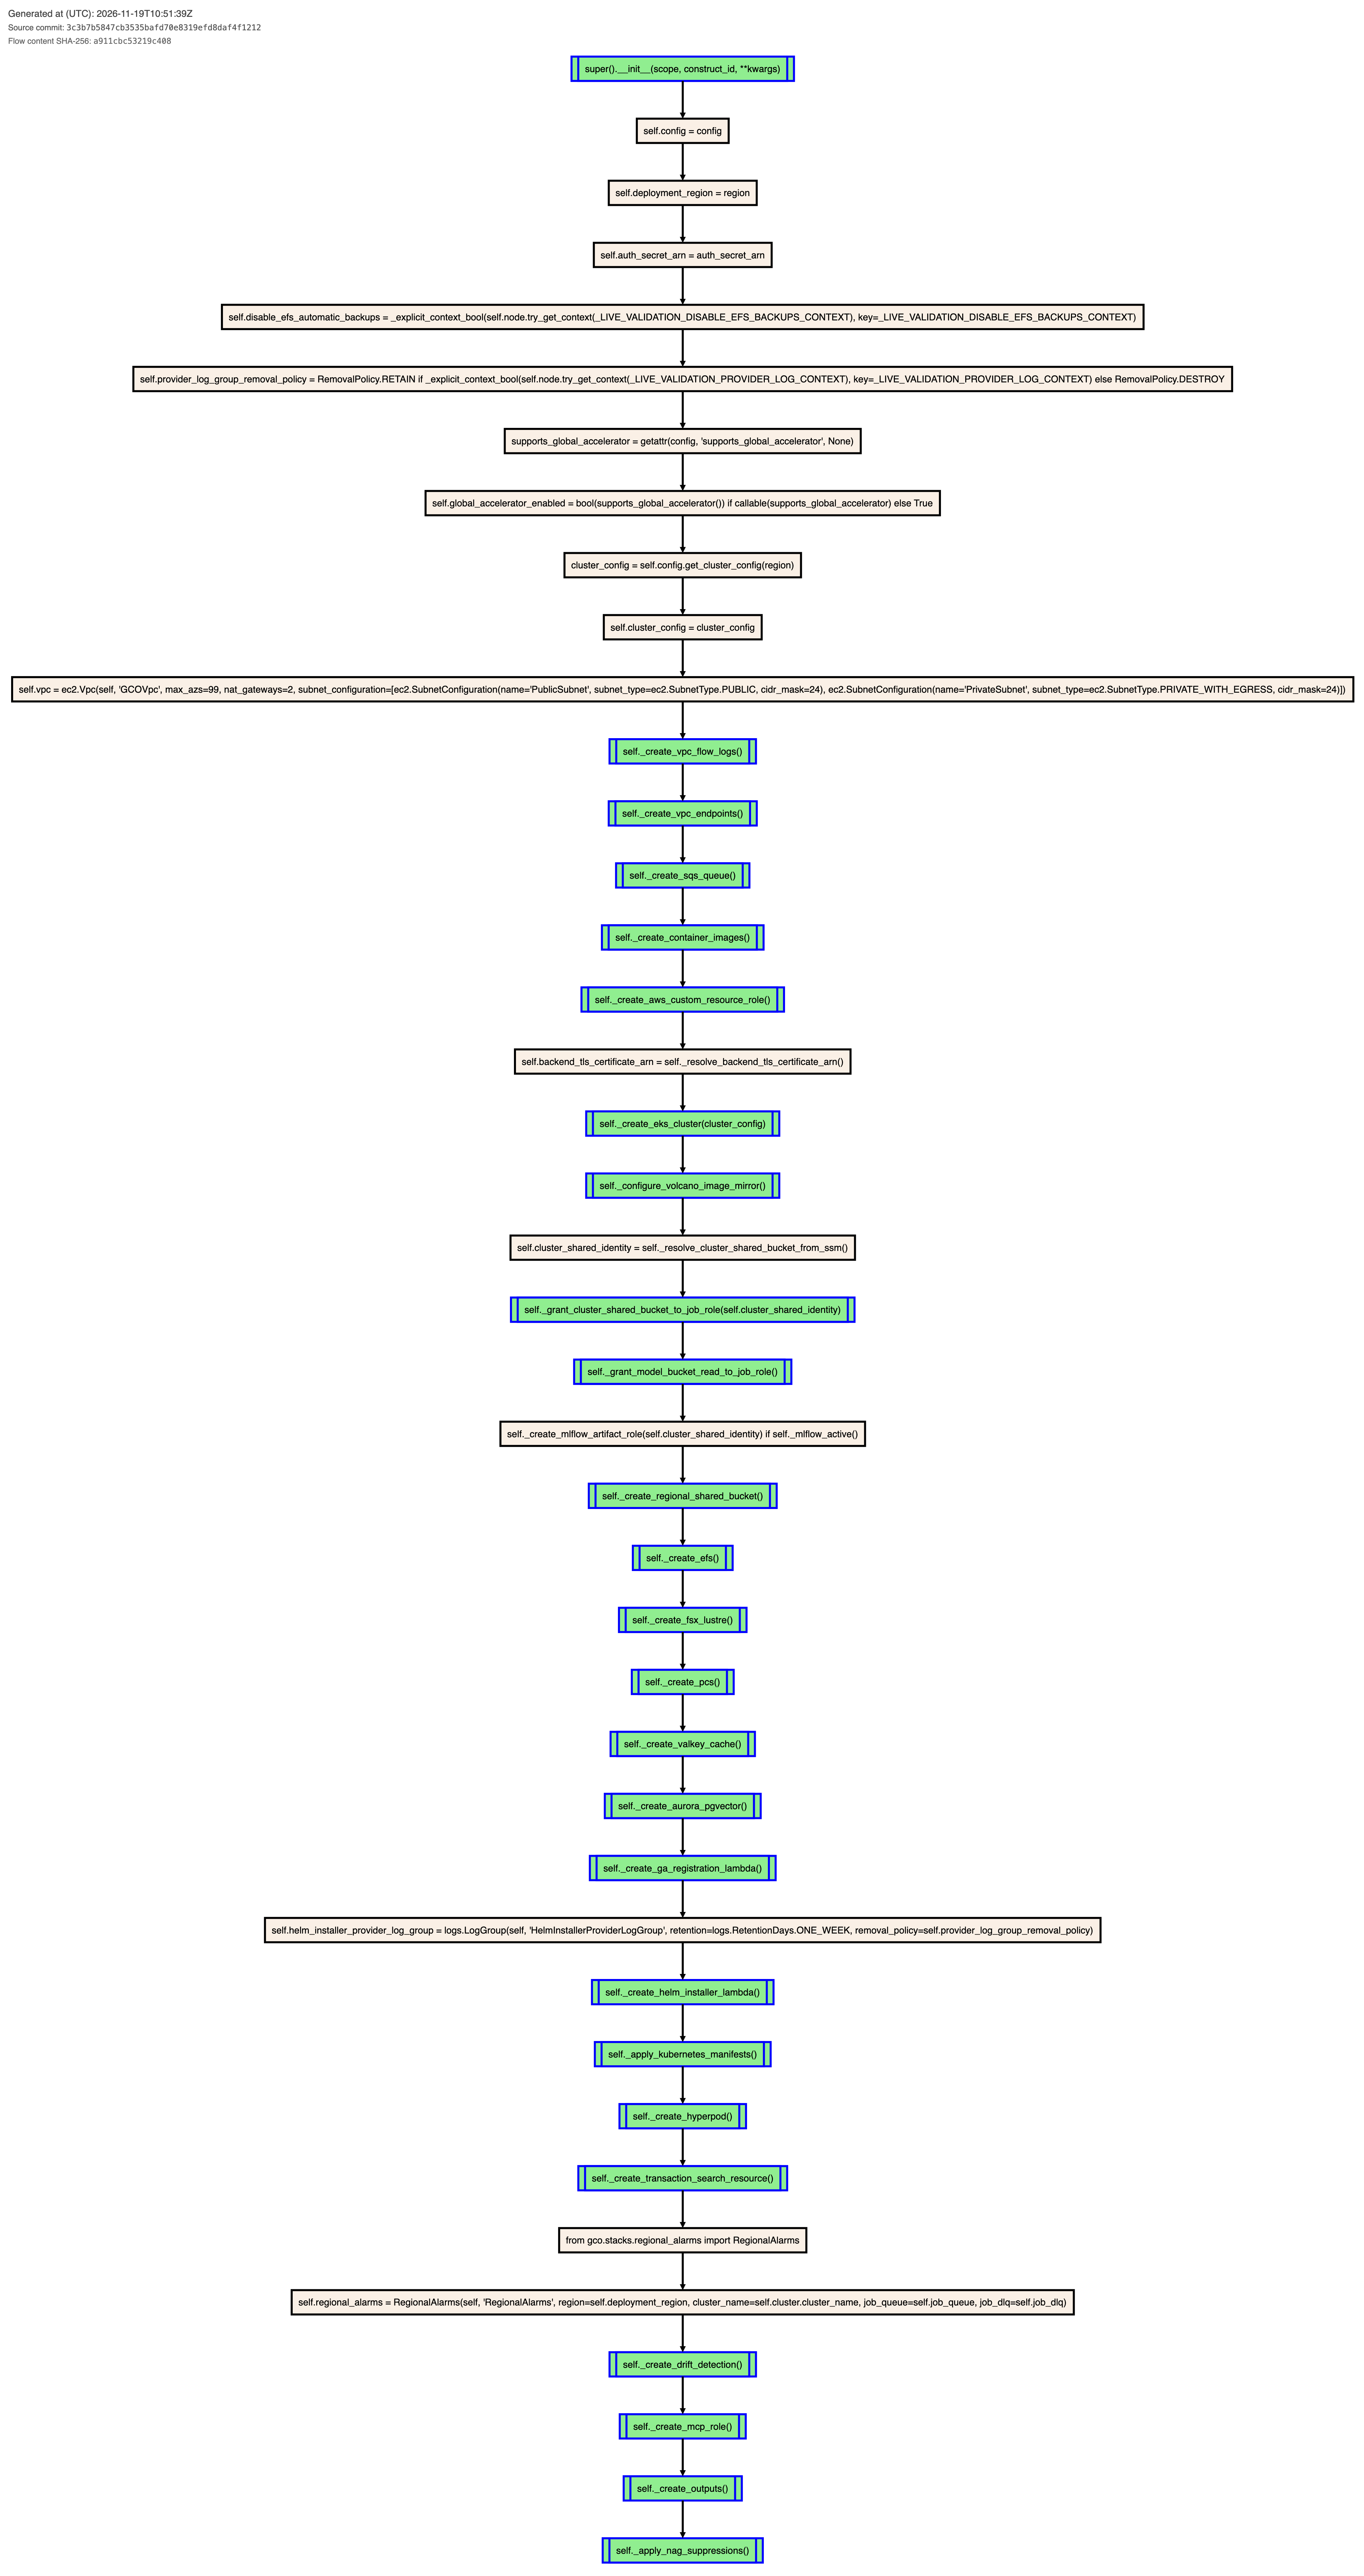 Generated at (UTC): 2026-11-19T10:51:39Z
Source commit: 3c3b7b5847cb3535bafd70e8319efd8daf4f1212
Flow content SHA-256: a911cbc53219c408
super().__init__(scope, construct_id, **kwargs)
self.config = config
self.deployment_region = region
self.auth_secret_arn = auth_secret_arn
self.disable_efs_automatic_backups = _explicit_context_bool(self.node.try_get_context(_LIVE_VALIDATION_DISABLE_EFS_BACKUPS_CONTEXT), key=_LIVE_VALIDATION_DISABLE_EFS_BACKUPS_CONTEXT)
self.provider_log_group_removal_policy = RemovalPolicy.RETAIN if _explicit_context_bool(self.node.try_get_context(_LIVE_VALIDATION_PROVIDER_LOG_CONTEXT), key=_LIVE_VALIDATION_PROVIDER_LOG_CONTEXT) else RemovalPolicy.DESTROY
supports_global_accelerator = getattr(config, 'supports_global_accelerator', None)
self.global_accelerator_enabled = bool(supports_global_accelerator()) if callable(supports_global_accelerator) else True
cluster_config = self.config.get_cluster_config(region)
self.cluster_config = cluster_config
self.vpc = ec2.Vpc(self, 'GCOVpc', max_azs=99, nat_gateways=2, subnet_configuration=[ec2.SubnetConfiguration(name='PublicSubnet', subnet_type=ec2.SubnetType.PUBLIC, cidr_mask=24), ec2.SubnetConfiguration(name='PrivateSubnet', subnet_type=ec2.SubnetType.PRIVATE_WITH_EGRESS, cidr_mask=24)])
self._create_vpc_flow_logs()
self._create_vpc_endpoints()
self._create_sqs_queue()
self._create_container_images()
self._create_aws_custom_resource_role()
self.backend_tls_certificate_arn = self._resolve_backend_tls_certificate_arn()
self._create_eks_cluster(cluster_config)
self._configure_volcano_image_mirror()
self.cluster_shared_identity = self._resolve_cluster_shared_bucket_from_ssm()
self._grant_cluster_shared_bucket_to_job_role(self.cluster_shared_identity)
self._grant_model_bucket_read_to_job_role()
self._create_mlflow_artifact_role(self.cluster_shared_identity) if self._mlflow_active()
self._create_regional_shared_bucket()
self._create_efs()
self._create_fsx_lustre()
self._create_pcs()
self._create_valkey_cache()
self._create_aurora_pgvector()
self._create_ga_registration_lambda()
self.helm_installer_provider_log_group = logs.LogGroup(self, 'HelmInstallerProviderLogGroup', retention=logs.RetentionDays.ONE_WEEK, removal_policy=self.provider_log_group_removal_policy)
self._create_helm_installer_lambda()
self._apply_kubernetes_manifests()
self._create_hyperpod()
self._create_transaction_search_resource()
from gco.stacks.regional_alarms import RegionalAlarms
self.regional_alarms = RegionalAlarms(self, 'RegionalAlarms', region=self.deployment_region, cluster_name=self.cluster.cluster_name, job_queue=self.job_queue, job_dlq=self.job_dlq)
self._create_drift_detection()
self._create_mcp_role()
self._create_outputs()
self._apply_nag_suppressions()